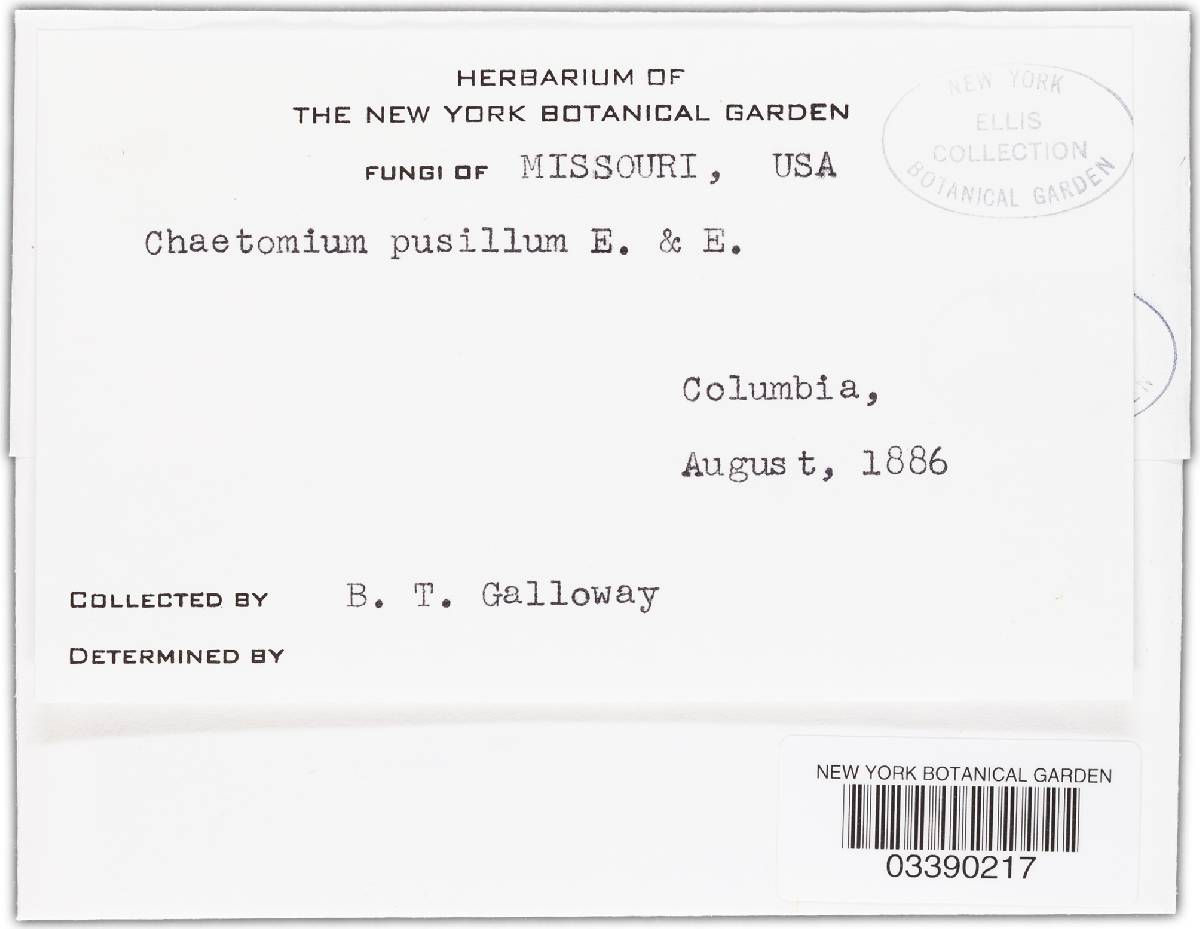 HERBARIUM OF
THE NEW YORK BOTANICAL GARDEN
FUNGI OF MISSOURI, USA
NEW YORK
ELLIS
COLLECTION
BOTANICAL GARDEN
Chaetomium pusillum E. & E.
Columbia,
August, 1886
COLLECTED BY B. T. Galloway
DETERMINED BY
NEW YORK BOTANICAL GARDEN
03390217